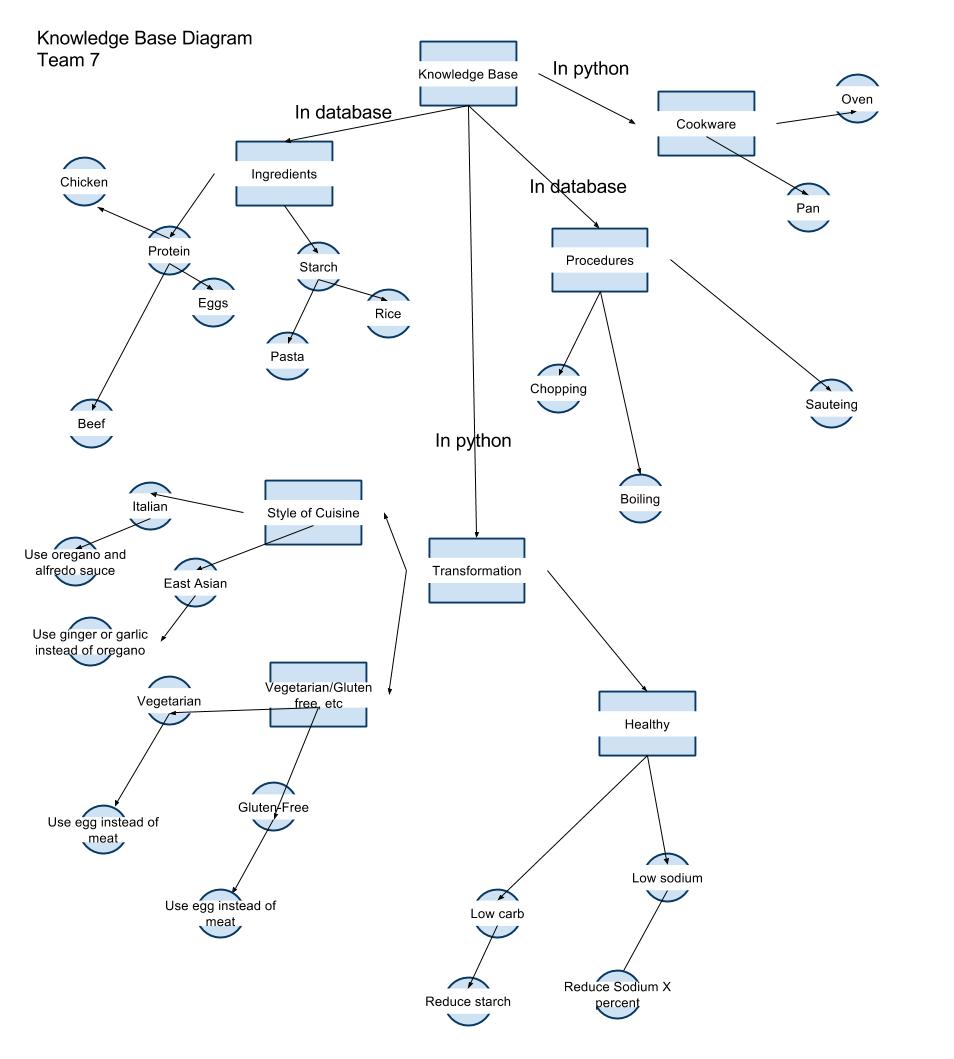 Knowledge Base Diagram
Team 7
Knowledge Base
In python
Oven
Cookware
In database
Ingredients
Chicken
In database
Pan
Protein
Starch
Procedures
Eggs
Rice
Pasta
Chopping
Sauteing
Beef
In python
Boiling
Italian
Style of Cuisine
Use oregano and
alfredo sauce
East Asian
Transformation
Use ginger or garlic
instead of oregano
Vegetarian
Vegetarian/Gluten
free, etc
Healthy
Use egg instead of
meat
Gluten-Free
Low sodium
Use egg instead of
meat
Low carb
Reduce starch
Reduce Sodium X
percent